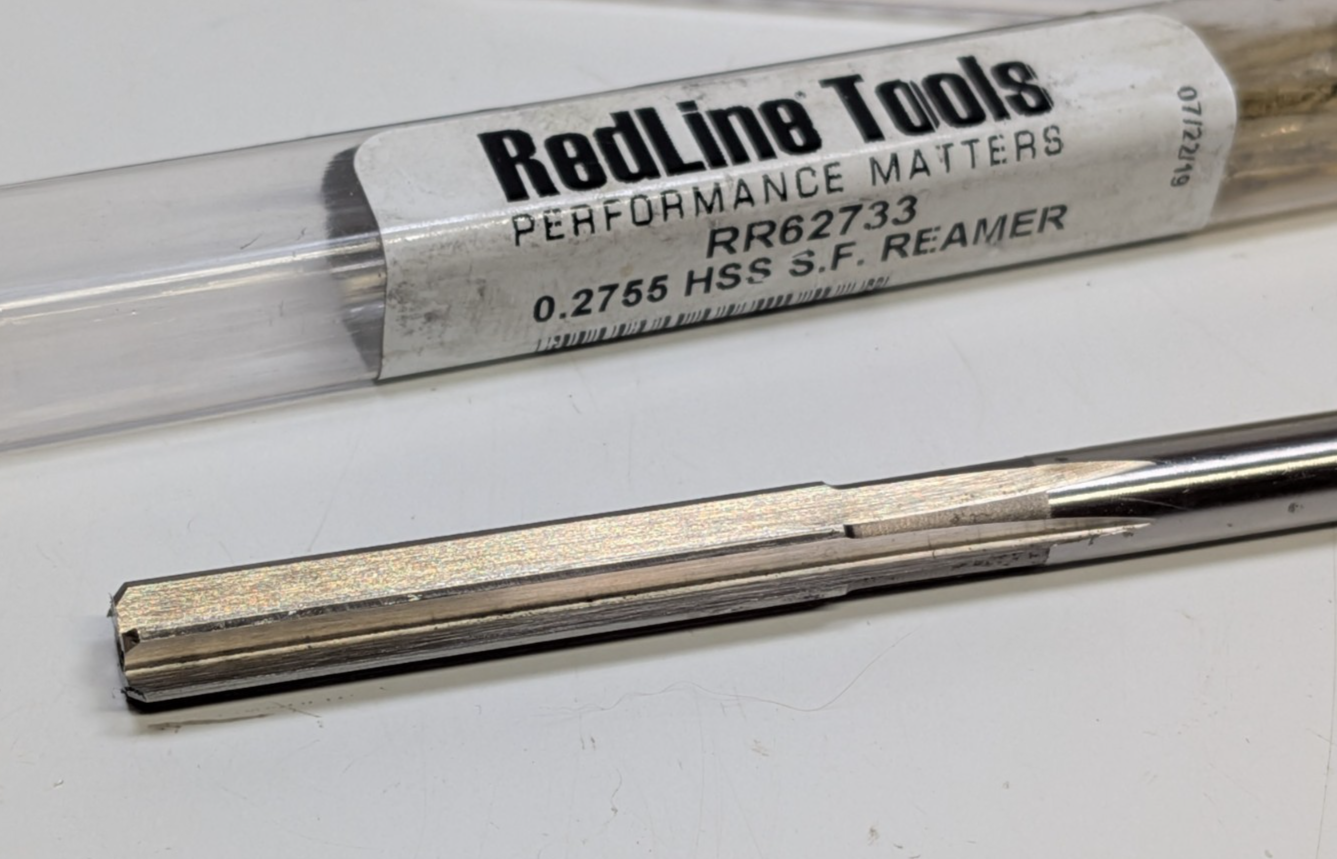 RedLine Tools
PERFORMANCE MATTERS
RR62733
0.2755 HSS S.F. REAMER
07/22/19